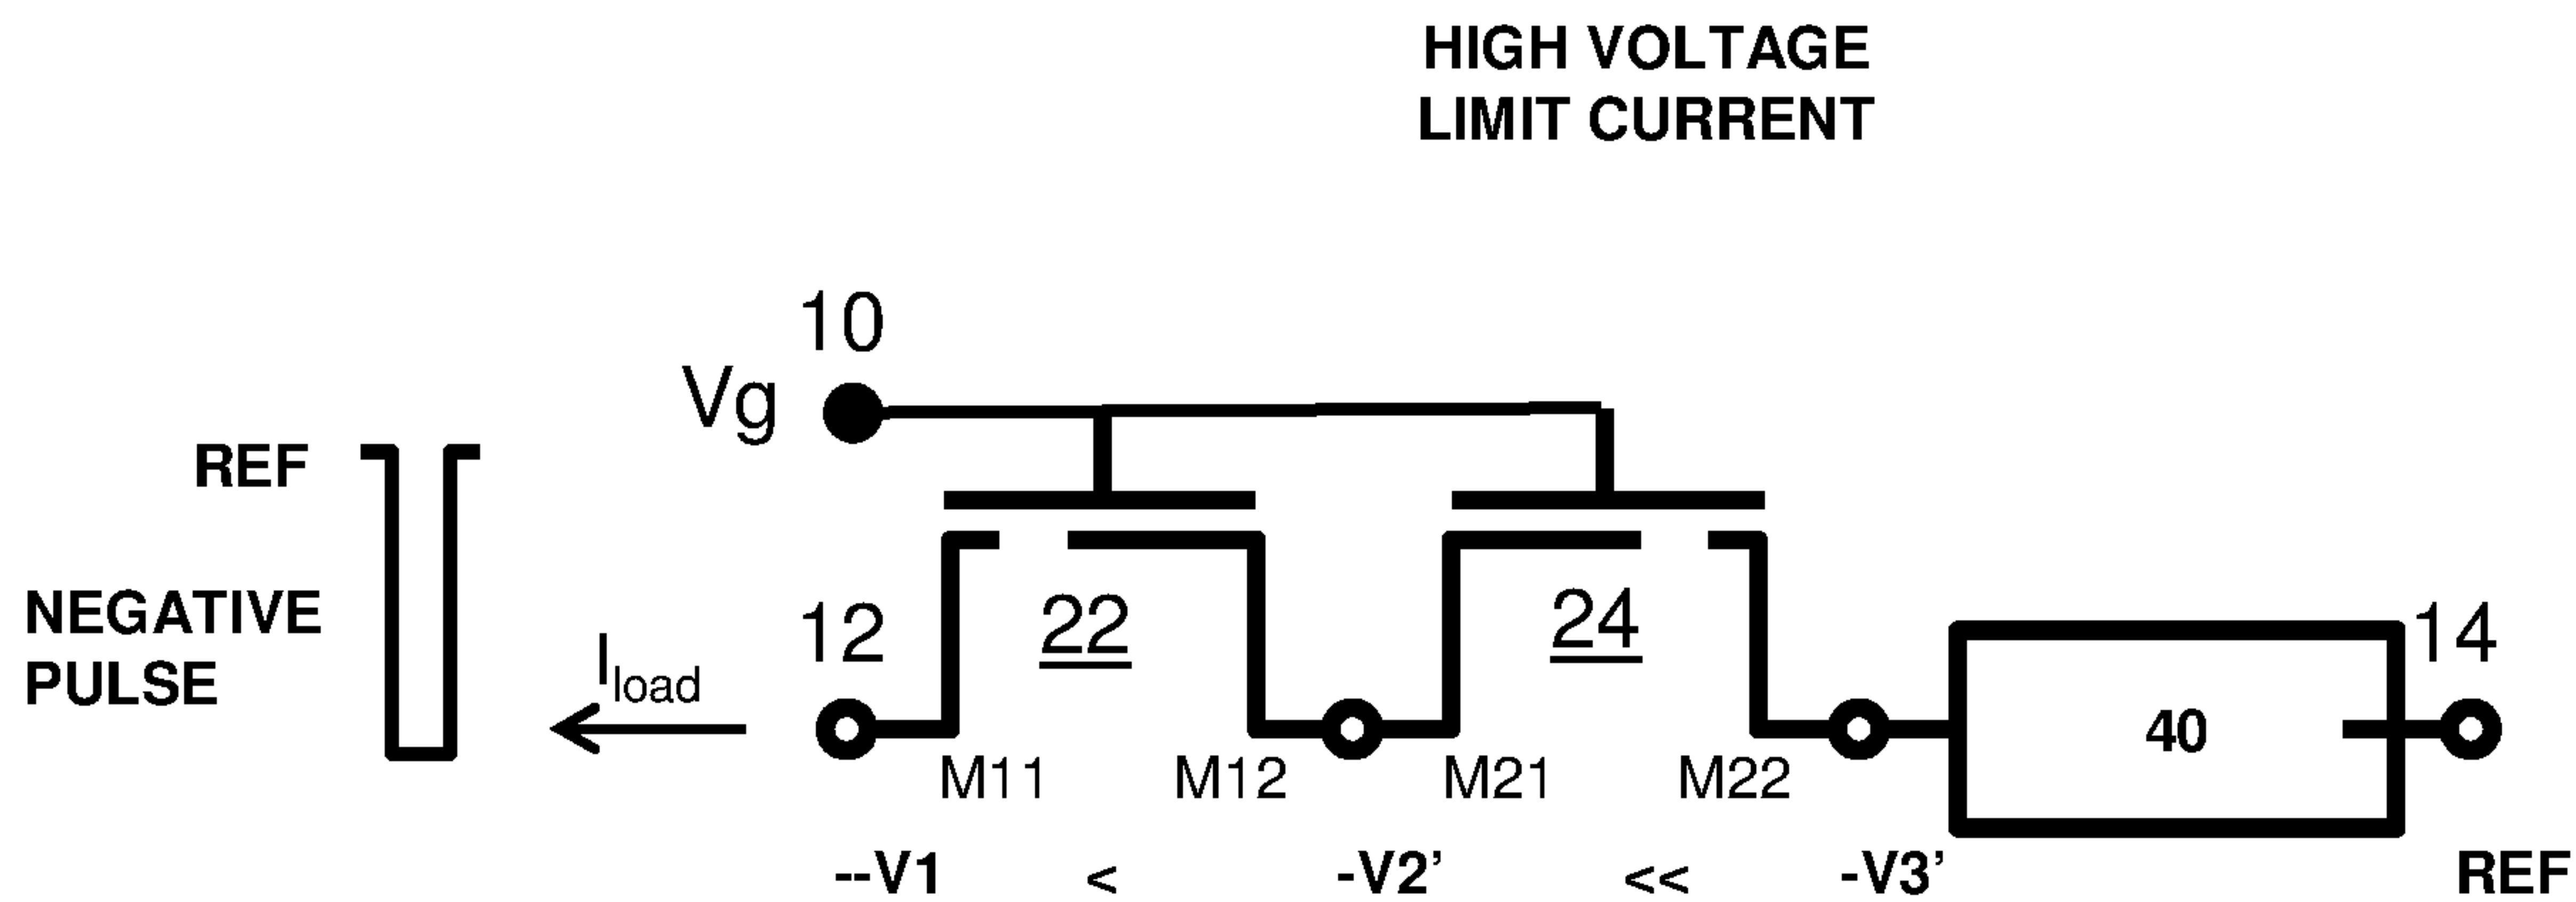 HIGH VOLTAGE
LIMIT CURRENT
10
Vg
REF
NEGATIVE
PULSE
I load
12
22
24
14
40
M11
M12
M21
M22
--V1 < -V2’ << -V3’ REF